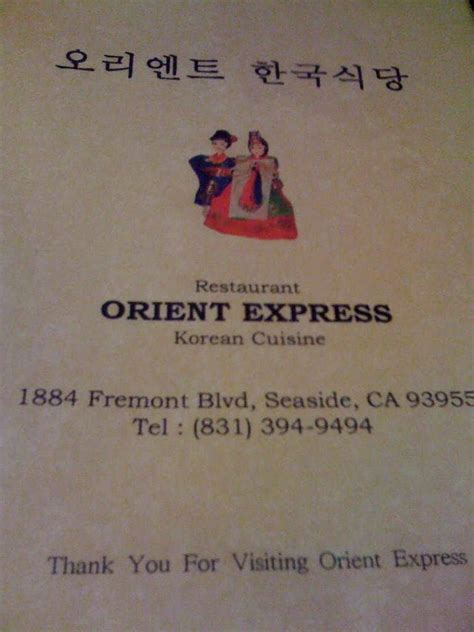 오리엔트 한국식당
Restaurant
ORIENT EXPRESS
Korean Cuisine
1884 Fremont Blvd, Seaside, CA 93955
Tel : (831) 394-9494
Thank You For Visiting Orient Express